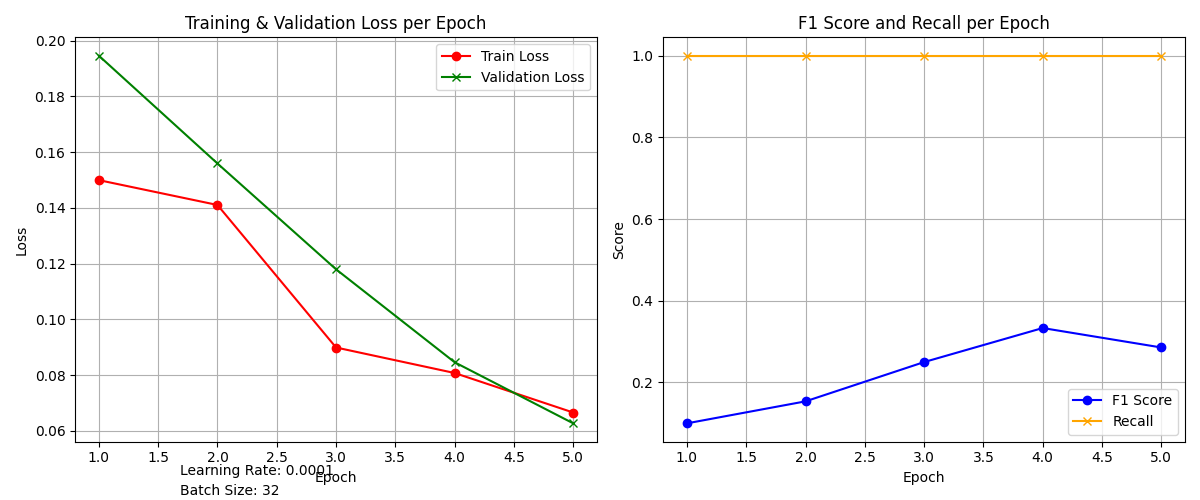 Training & Validation Loss per Epoch
Train Loss
Validation Loss
Loss
0.20
0.18
0.16
0.14
0.12
0.10
0.08
0.06
1.0 1.5 2.0 2.5 3.0 3.5 4.0 4.5 5.0
Epoch
Learning Rate: 0.0001
Batch Size: 32
F1 Score and Recall per Epoch
Score
1.0
0.8
0.6
0.4
0.2
F1 Score
Recall
1.0 1.5 2.0 2.5 3.0 3.5 4.0 4.5 5.0
Epoch